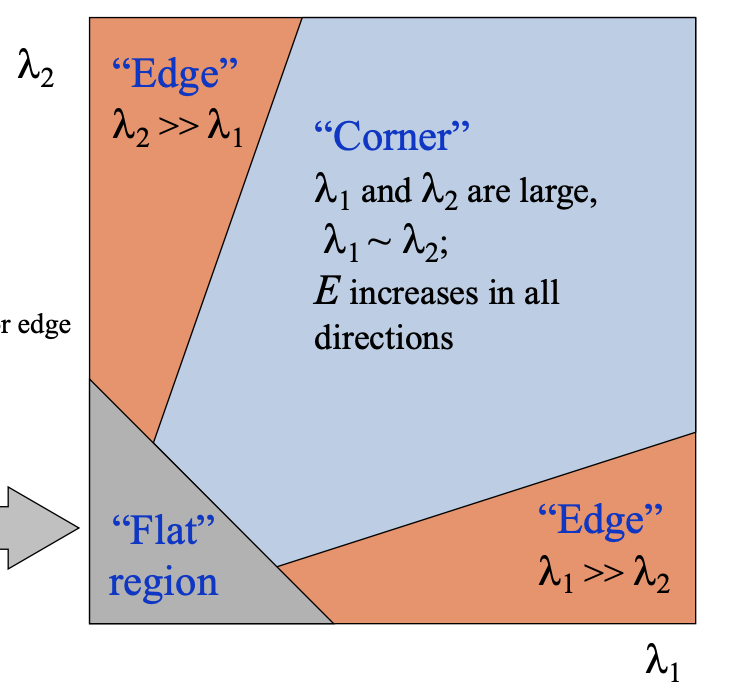 λ2
“Edge”
λ2 >> λ1
“Corner”
λ1 and λ2 are large,
λ1 ~ λ2;
E increases in all
directions
r edge
“Flat”
region
“Edge”
λ1 >> λ2
λ1